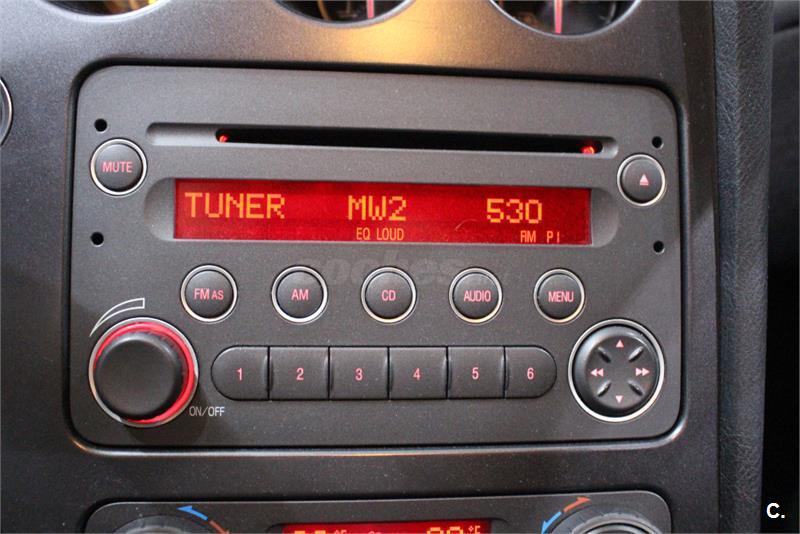 MUTE
TUNER MW2 530
EQ LOUD RM PI
FM AS AM CD AUDIO MENU
1 2 3 4 5 6
ON/OFF
°F °F
C.